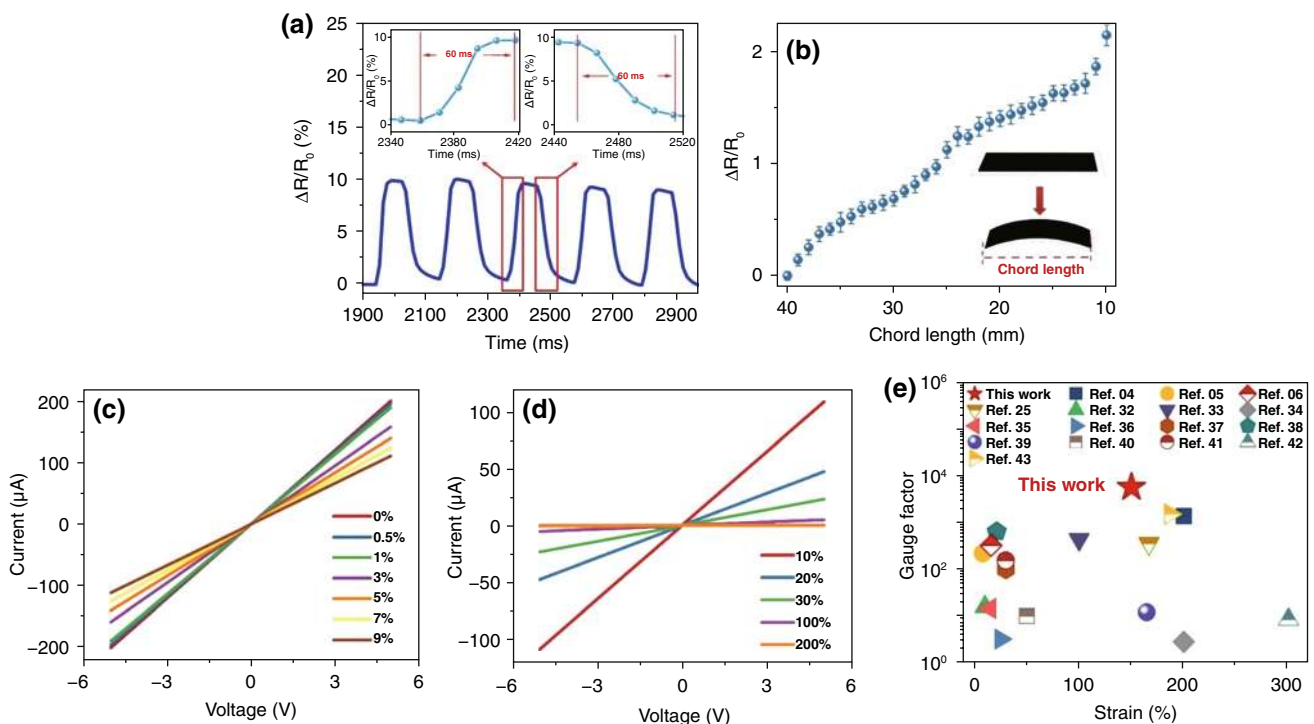 (a)
25
20
15
10
5
0
ΔR/R0 (%)
1900 2100 2300 2500 2700 2900
Time (ms)
10
5
0
ΔR/R0 (%)
60 ms
2340 2380 2420
Time (ms)
10
5
0
ΔR/R0 (%)
60 ms
2440 2480 2520
Time (ms)
(b)
2
1
0
ΔR/R0
Chord length
40 30 20 10
Chord length (mm)
(c)
200
100
0
−100
−200
Current (µA)
0%
0.5%
1%
3%
5%
7%
9%
−6 −3 0 3 6
Voltage (V)
(d)
100
50
0
−50
−100
Current (µA)
10%
20%
30%
100%
200%
−6 −3 0 3 6
Voltage (V)
(e)
10^6
10^4
10^2
10^0
Gauge factor
This work Ref. 04 Ref. 05 Ref. 06
Ref. 25 Ref. 32 Ref. 33 Ref. 34
Ref. 35 Ref. 36 Ref. 37 Ref. 38
Ref. 39 Ref. 40 Ref. 41 Ref. 42
Ref. 43
This work
0 100 200 300
Strain (%)